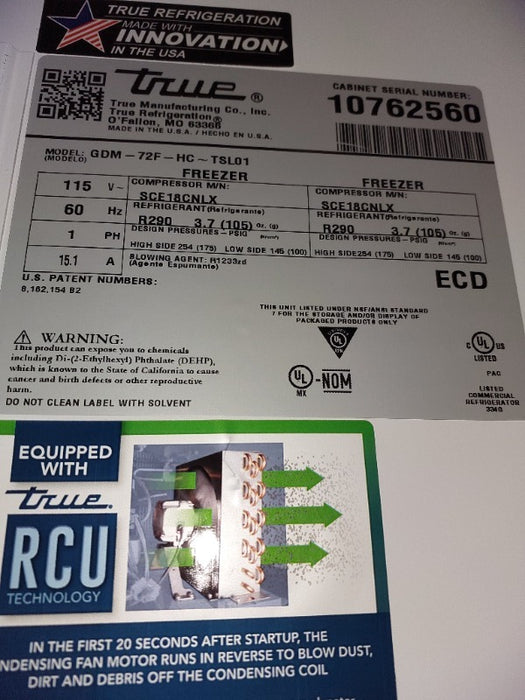 TRUE REFRIGERATION
MADE WITH
INNOVATION
IN THE USA
true®
True Manufacturing Co., Inc.
True Refrigeration®
O'Fallon, MO 63366
MADE IN THE U.S.A. / HECHO EN U.S.A.
CABINET SERIAL NUMBER:
10762560
MODEL: GDM-72F-HC~TSL01
(MODELO)
FREEZER FREEZER
115 V~ COMPRESSOR M/N: COMPRESSOR M/N:
SCE18CNLX SCE18CNLX
60 Hz REFRIGERANT(Refrigerante) REFRIGERANT(Refrigerante)
R290 3.7 (105) oz. (g) R290 3.7 (105) oz. (g)
1 PH DESIGN PRESSURES-PSIG DESIGN PRESSURES-PSIG
HIGH SIDE 254 (175) LOW SIDE 145 (100) HIGH SIDE 254 (175) LOW SIDE 145 (100)
15.1 A BLOWING AGENT: R1233zd
(Agente Espumante)
U.S. PATENT NUMBERS:
8,162,154 B2
ECD
THIS UNIT LISTED UNDER NSF/ANSI STANDARD
7 FOR THE STORAGE AND/OR DISPLAY OF
PACKAGED PRODUCTS ONLY
WARNING:
This product can expose you to chemicals
including Di-(2-Ethylhexyl) Phthalate (DEHP),
which is known to the State of California to cause
cancer and birth defects or other reproductive
harm.
DO NOT CLEAN LABEL WITH SOLVENT
UL
MX
-NOM
C UL US
LISTED
PAC
LISTED
COMMERCIAL
REFRIGERATOR
EQUIPPED
WITH
true.
RCU
TECHNOLOGY
IN THE FIRST 20 SECONDS AFTER STARTUP, THE
NDENSING FAN MOTOR RUNS IN REVERSE TO BLOW DUST,
DIRT AND DEBRIS OFF THE CONDENSING COIL